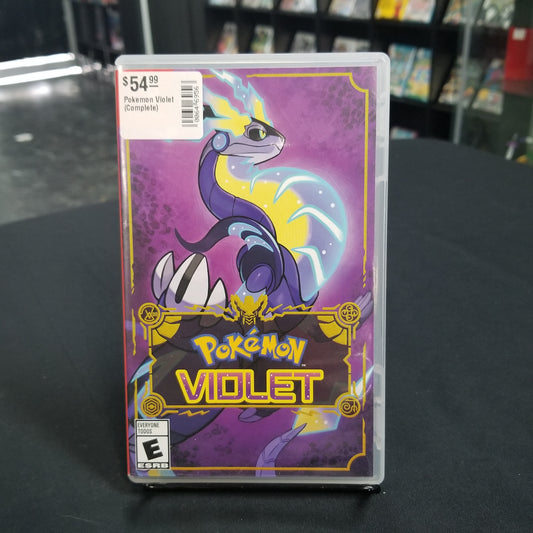 $54.99
Pokemon Violet
(Complete)
POKéMON
VIOLET
EVERYONE
TODOS
E
ESRB